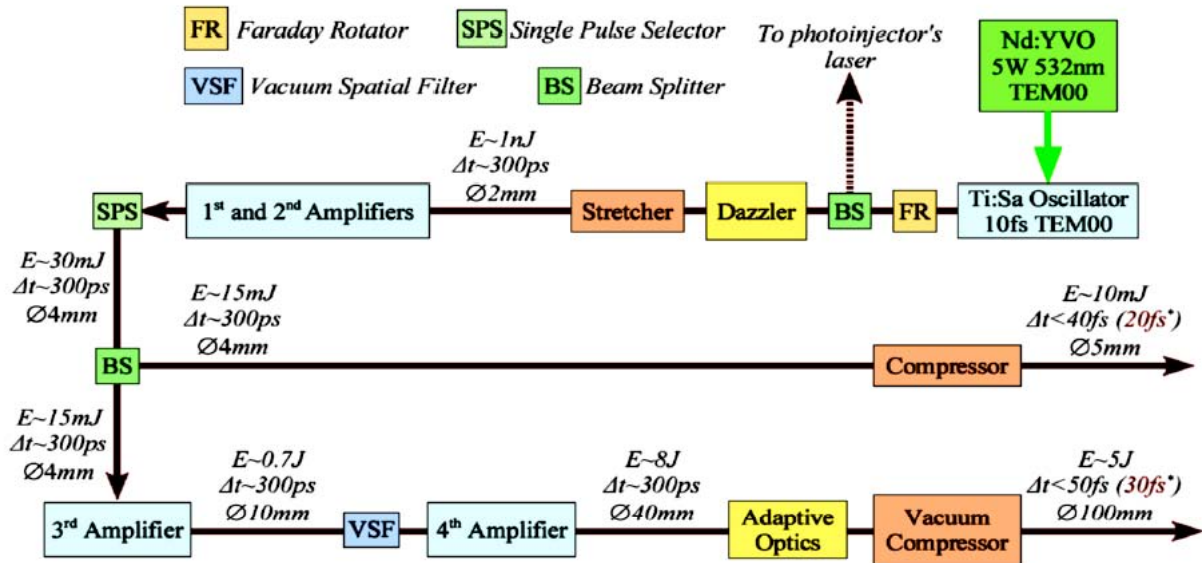 FR Faraday Rotator
SPS Single Pulse Selector
VSF Vacuum Spatial Filter
BS Beam Splitter
To photoinjector's
laser
Nd:YVO
5W 532nm
TEM00
E~1nJ
Δt~300ps
Ø2mm
SPS
1st and 2nd Amplifiers
Stretcher
Dazzler
BS
FR
Ti:Sa Oscillator
10fs TEM00
E~30mJ
Δt~300ps
Ø4mm
E~15mJ
Δt~300ps
Ø4mm
E~10mJ
Δt<40fs (20fs*)
Ø5mm
BS
Compressor
E~15mJ
Δt~300ps
Ø4mm
E~0.7J
Δt~300ps
Ø10mm
E~8J
Δt~300ps
Ø40mm
E~5J
Δt<50fs (30fs*)
Ø100mm
3rd Amplifier
VSF
4th Amplifier
Adaptive
Optics
Vacuum
Compressor